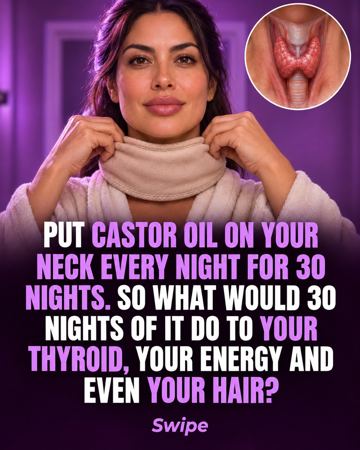 PUT CASTOR OIL ON YOUR
NECK EVERY NIGHT FOR 30
NIGHTS. SO WHAT WOULD 30
NIGHTS OF IT DO TO YOUR
THYROID, YOUR ENERGY AND
EVEN YOUR HAIR?
Swipe